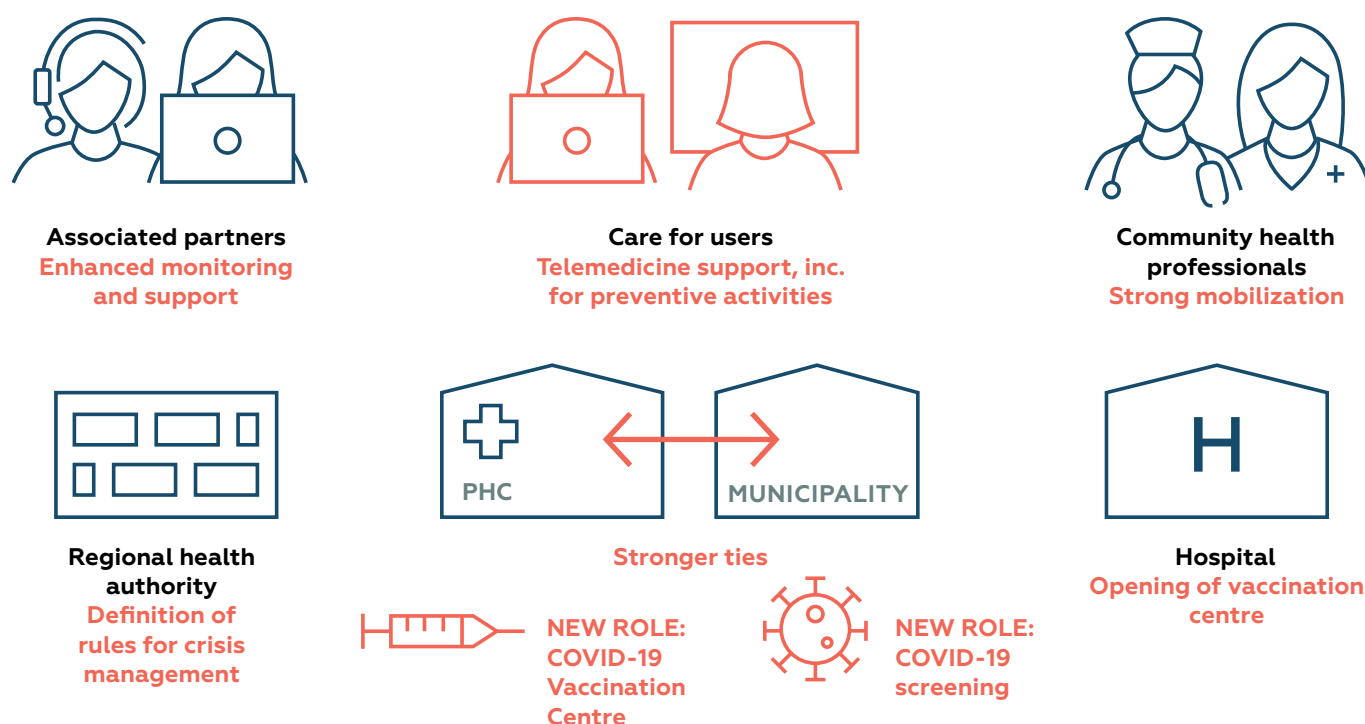 Associated partners
Enhanced monitoring
and support
Care for users
Telemedicine support, inc.
for preventive activities
Community health
professionals
Strong mobilization
Regional health
authority
Definition of
rules for crisis
management
PHC
MUNICIPALITY
Stronger ties
NEW ROLE:
COVID-19
Vaccination
Centre
NEW ROLE:
COVID-19
screening
H
Hospital
Opening of vaccination
centre